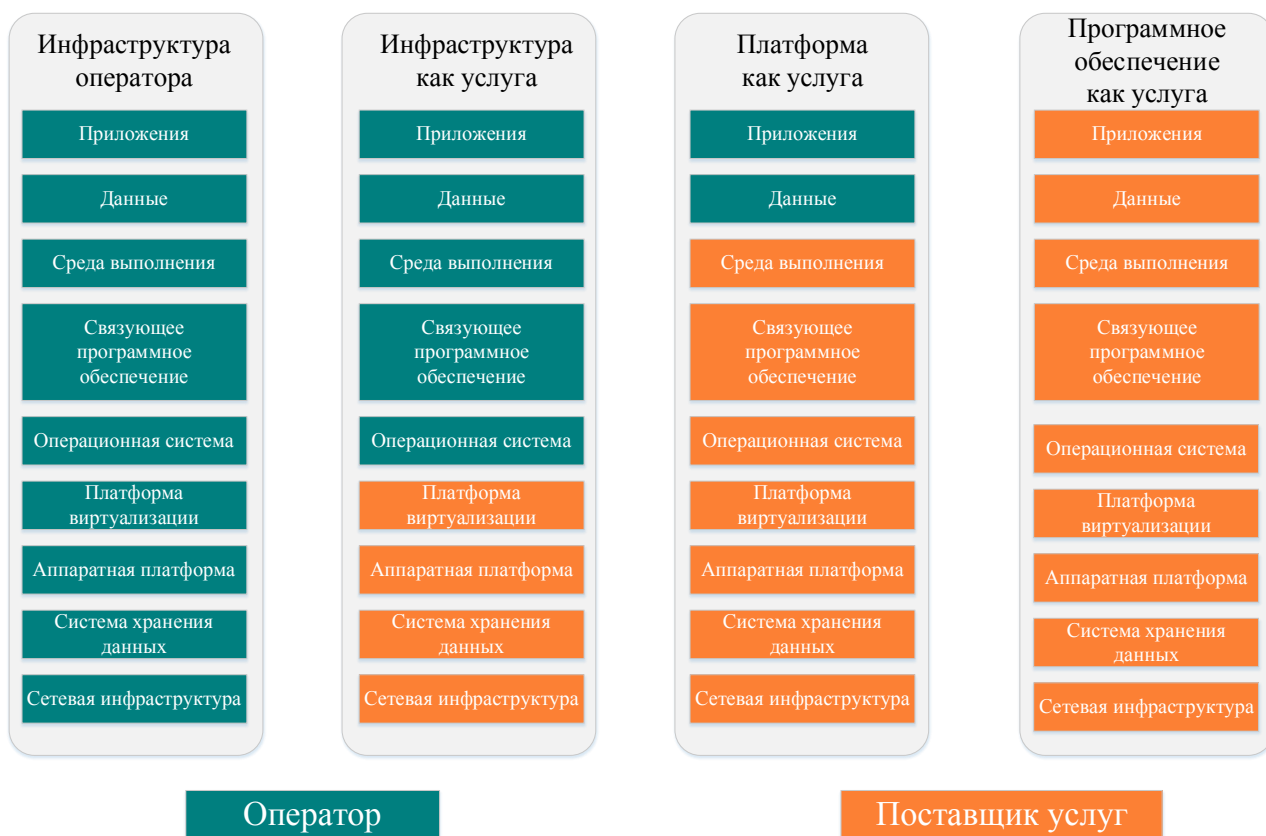 Инфраструктура
оператора
Приложения
Данные
Среда выполнения
Связующее
программное
обеспечение
Операционная система
Платформа
виртуализации
Аппаратная платформа
Система хранения
данных
Сетевая инфраструктура
Инфраструктура
как услуга
Приложения
Данные
Среда выполнения
Связующее
программное
обеспечение
Операционная система
Платформа
виртуализации
Аппаратная платформа
Система хранения
данных
Сетевая инфраструктура
Платформа
как услуга
Приложения
Данные
Среда выполнения
Связующее
программное
обеспечение
Операционная система
Платформа
виртуализации
Аппаратная платформа
Система хранения
данных
Сетевая инфраструктура
Программное
обеспечение
как услуга
Приложения
Данные
Среда выполнения
Связующее
программное
обеспечение
Операционная система
Платформа
виртуализации
Аппаратная платформа
Система хранения
данных
Сетевая инфраструктура
Оператор
Поставщик услуг